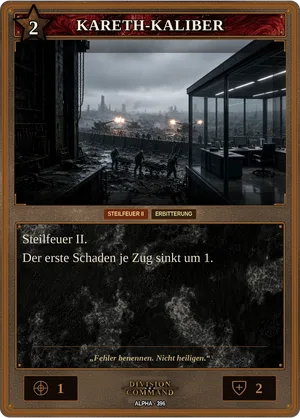 2
KARETH-KALIBER
STEILFEUER II
ERBITTERUNG
Steilfeuer II.
Der erste Schaden je Zug sinkt um 1.
„Fehler benennen. Nicht heiligen.“
1
DIVISION
COMMAND
ALPHA · 396
2